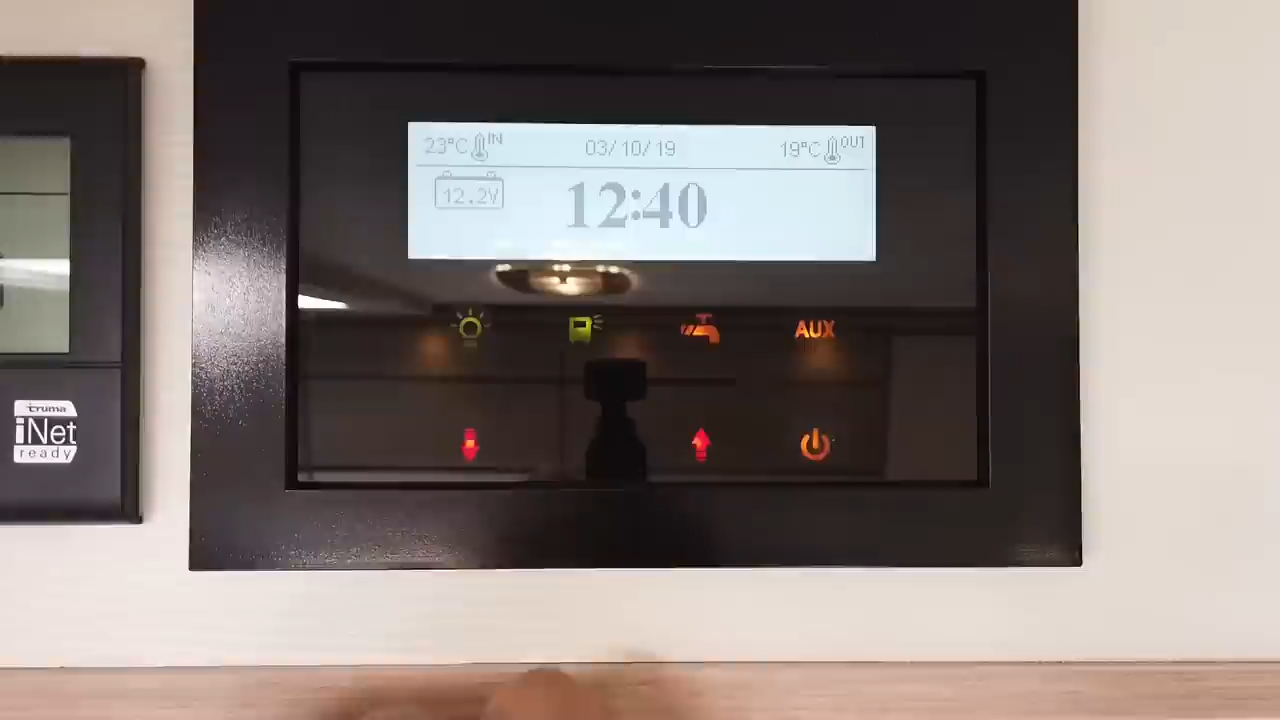 23°C IN 03/10/19 19°C OUT
12.2V 12:40
AUX
truma
iNet
ready